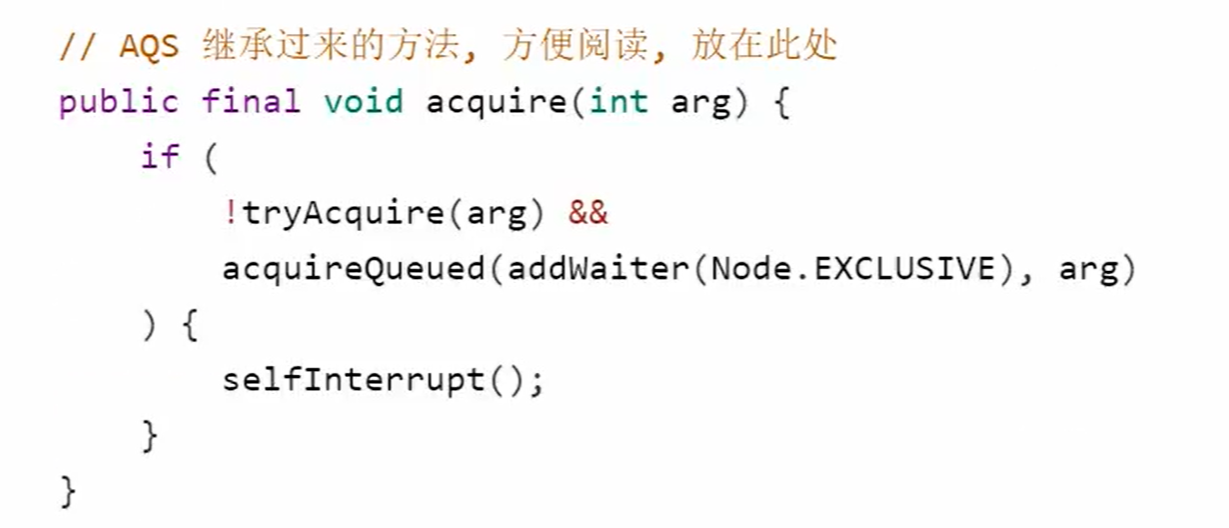 // AQS 继承过来的方法, 方便阅读, 放在此处
public final void acquire(int arg) {
if (
!tryAcquire(arg) &&
acquireQueued(addWaiter(Node.EXCLUSIVE), arg)
) {
selfInterrupt();
}
}